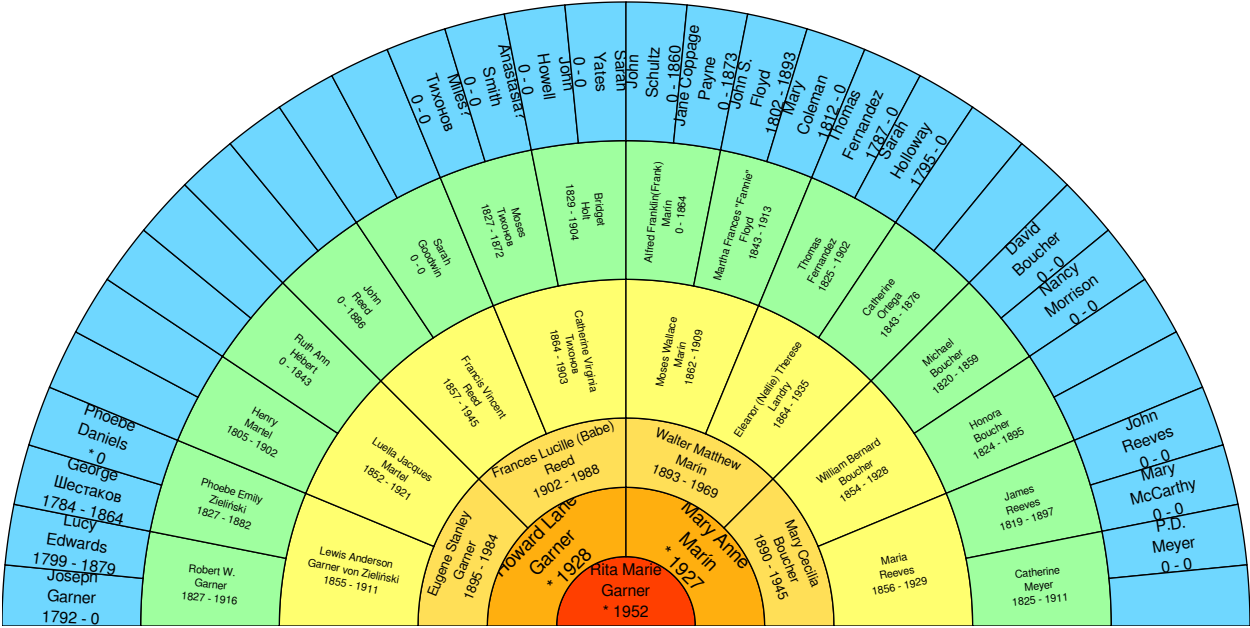 Rita Marie
Garner
* 1952
Howard Lane
Garner
* 1928
Mary Anne
Marín
* 1927
Eugene Stanley
Garner
1895 - 1984
Frances Lucille (Babe)
Reed
1902 - 1988
Walter Matthew
Marín
1893 - 1969
Mary Cecilia
Boucher
1890 - 1945
Lewis Anderson
Garner von Zieliński
1855 - 1911
Luella Jacques
Martel
1852 - 1921
Francis Vincent
Reed
1857 - 1945
Catherine Virginia
Тихонов
1864 - 1903
Moses Wallace
Marín
1862 - 1909
Eleanor (Nellie) Therese
Landry
1864 - 1935
William Bernard
Boucher
1854 - 1928
Maria
Reeves
1856 - 1929
Robert W.
Garner
1827 - 1916
Phoebe Emily
Zieliński
1827 - 1882
Henry
Martel
1805 - 1902
Ruth Ann
Hébert
0 - 1843
John
Reed
0 - 1886
Sarah
Goodwin
0 - 0
Moses
Тихонов
1827 - 1872
Bridget
Holt
1829 - 1904
Alfred Franklin(Frank)
Marín
0 - 1864
Martha Frances "Fannie"
Floyd
1843 - 1913
Thomas
Fernandez
1825 - 1902
Catherine
Ortega
1843 - 1876
Michael
Boucher
1820 - 1859
Honora
Boucher
1824 - 1895
James
Reeves
1819 - 1897
Catherine
Meyer
1825 - 1911
Joseph
Garner
1792 - 0
Lucy
Edwards
1799 - 1879
George
Шестаков
1784 - 1864
Phoebe
Daniels
* 0
Тихонов
0 - 0
Miles?
Smith
0 - 0
Anastasia?
Howell
0 - 0
John
Yates
0 - 0
Sarah
John
Schultz
0 - 1860
Jane Coppage
Payne
0 - 1873
John S.
Floyd
1802 - 1893
Mary
Coleman
1812 - 0
Thomas
Fernandez
1787 - 0
Sarah
Holloway
1795 - 0
David
Boucher
0 - 0
Nancy
Morrison
0 - 0
John
Reeves
0 - 0
Mary
McCarthy
0 - 0
P.D.
Meyer
0 - 0